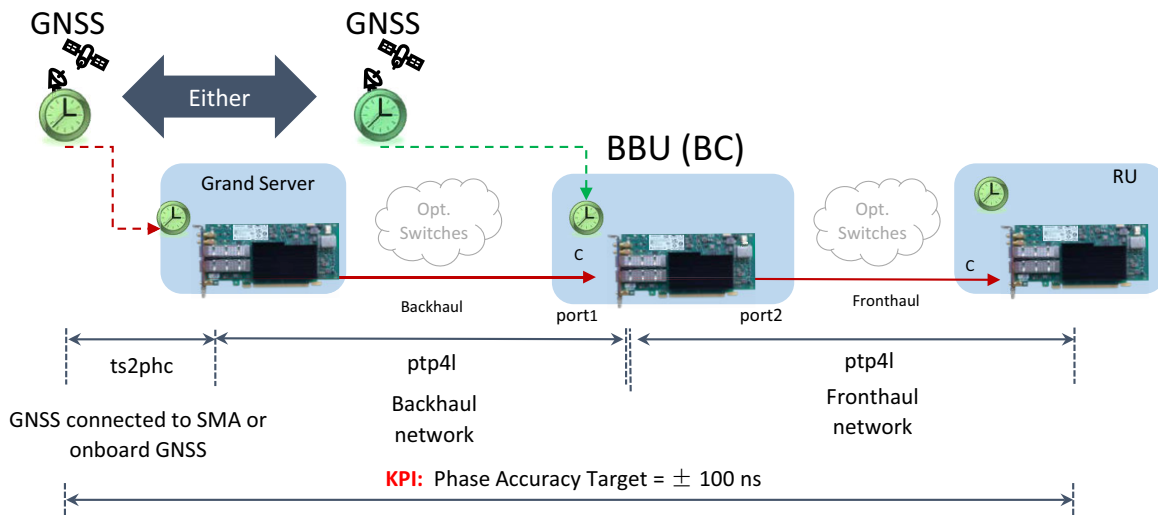 GNSS
GNSS
Either
BBU (BC)
Grand Server
RU
Opt.
Switches
Opt.
Switches
C
C
Backhaul
Fronthaul
port1
port2
ts2phc
ptp4l
ptp4l
GNSS connected to SMA or
onboard GNSS
Backhaul
network
Fronthaul
network
KPI: Phase Accuracy Target = ± 100 ns